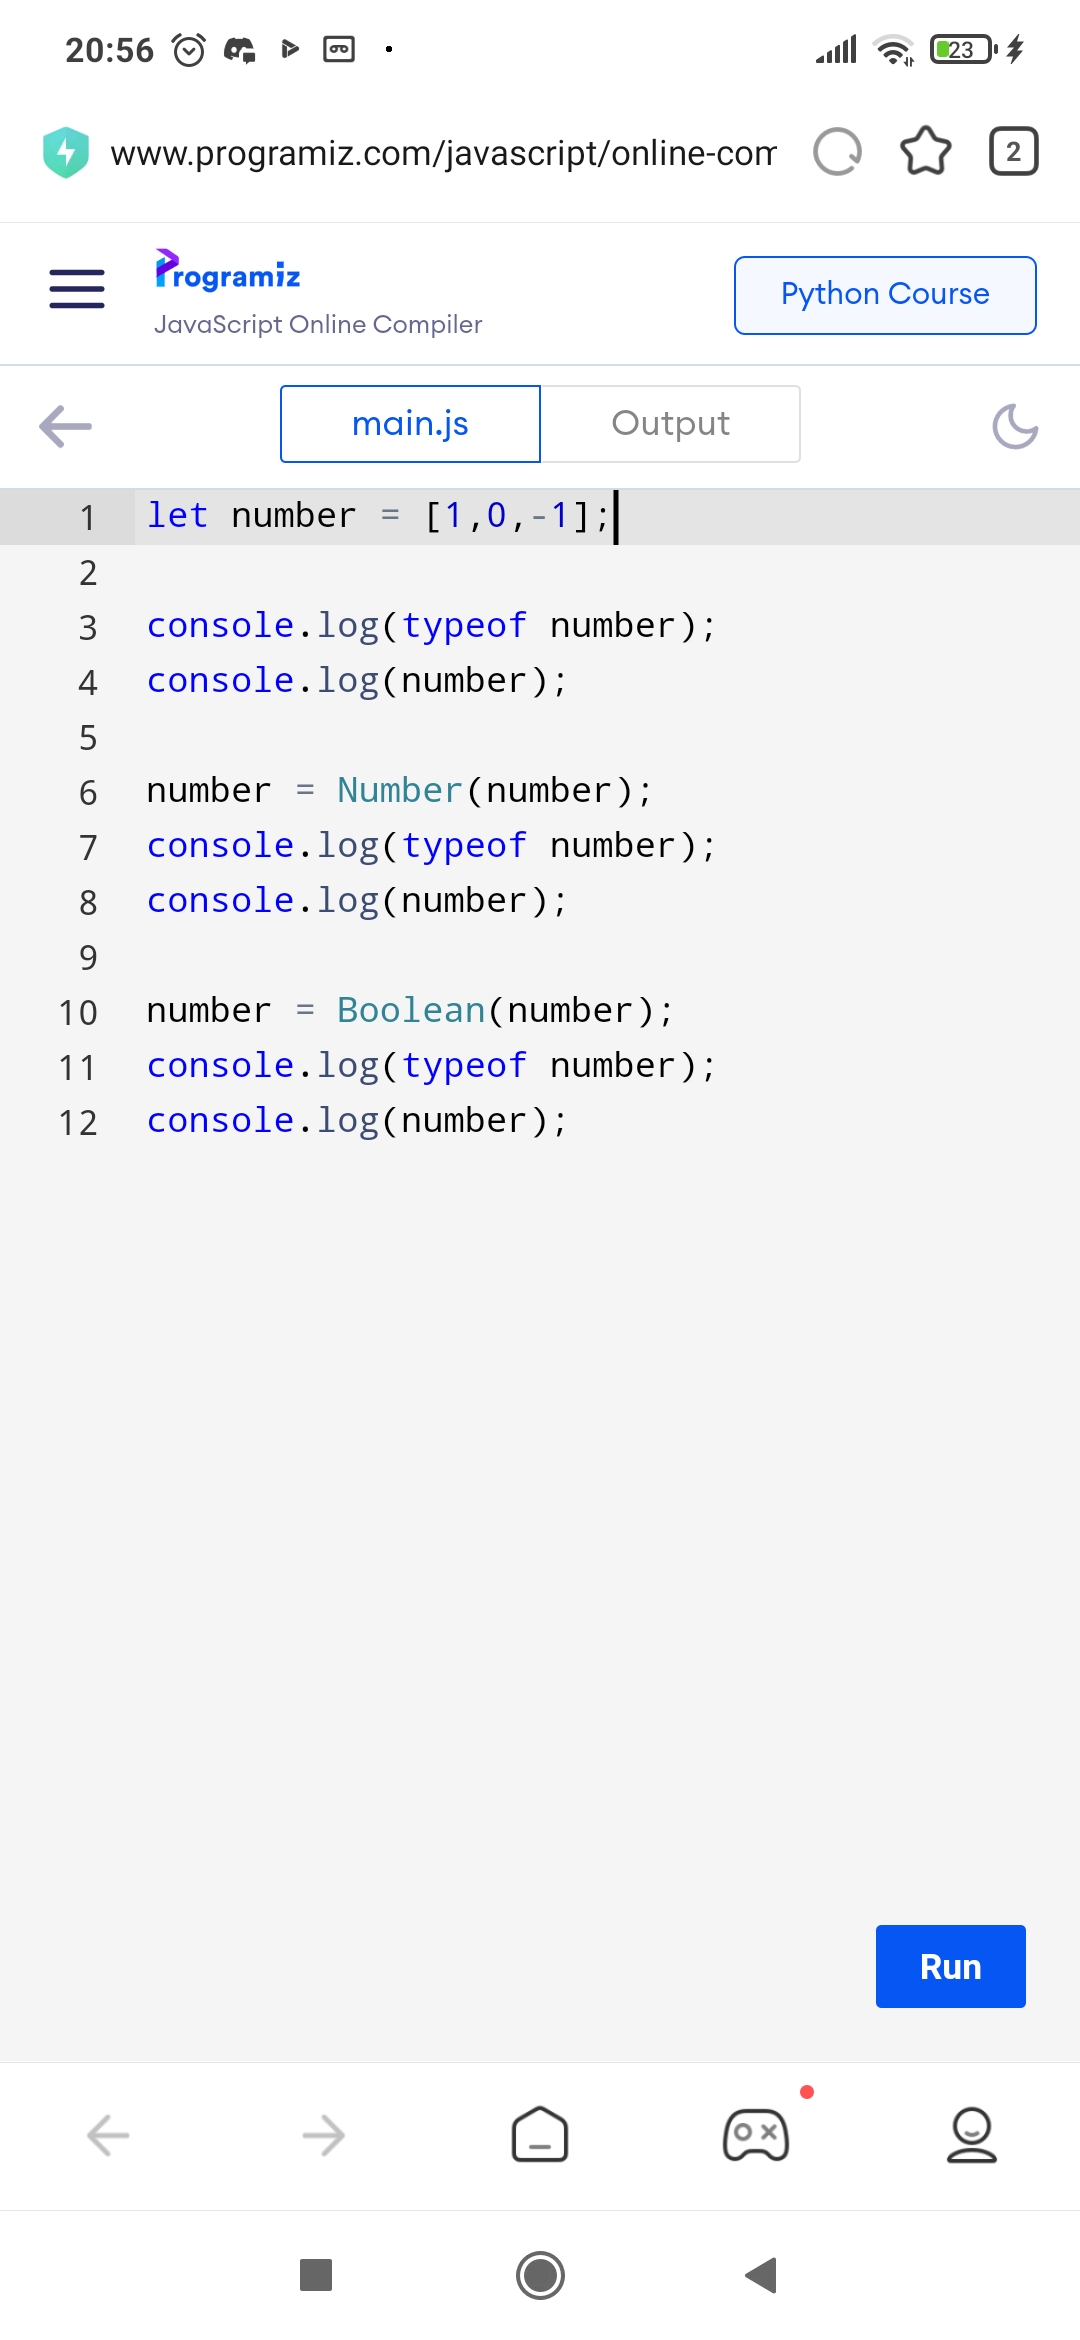 20:56
23
www.programiz.com/javascript/online-com
2
Programiz
JavaScript Online Compiler
Python Course
main.js
Output
1 let number = [1,0,-1];
2
3 console.log(typeof number);
4 console.log(number);
5
6 number = Number(number);
7 console.log(typeof number);
8 console.log(number);
9
10 number = Boolean(number);
11 console.log(typeof number);
12 console.log(number);
Run